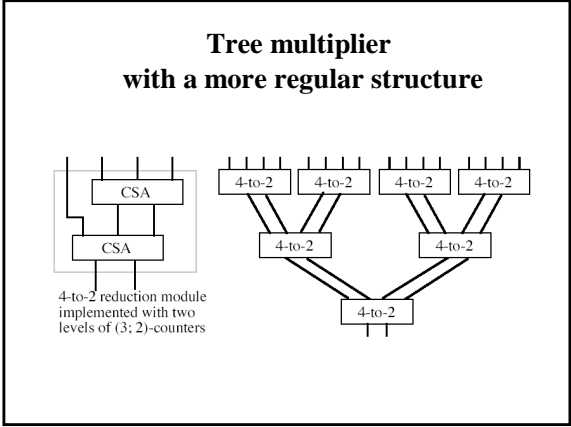 Tree multiplier
with a more regular structure
CSA
CSA
4-to-2 reduction module
implemented with two
levels of (3; 2)-counters
4-to-2 4-to-2 4-to-2 4-to-2
4-to-2 4-to-2
4-to-2